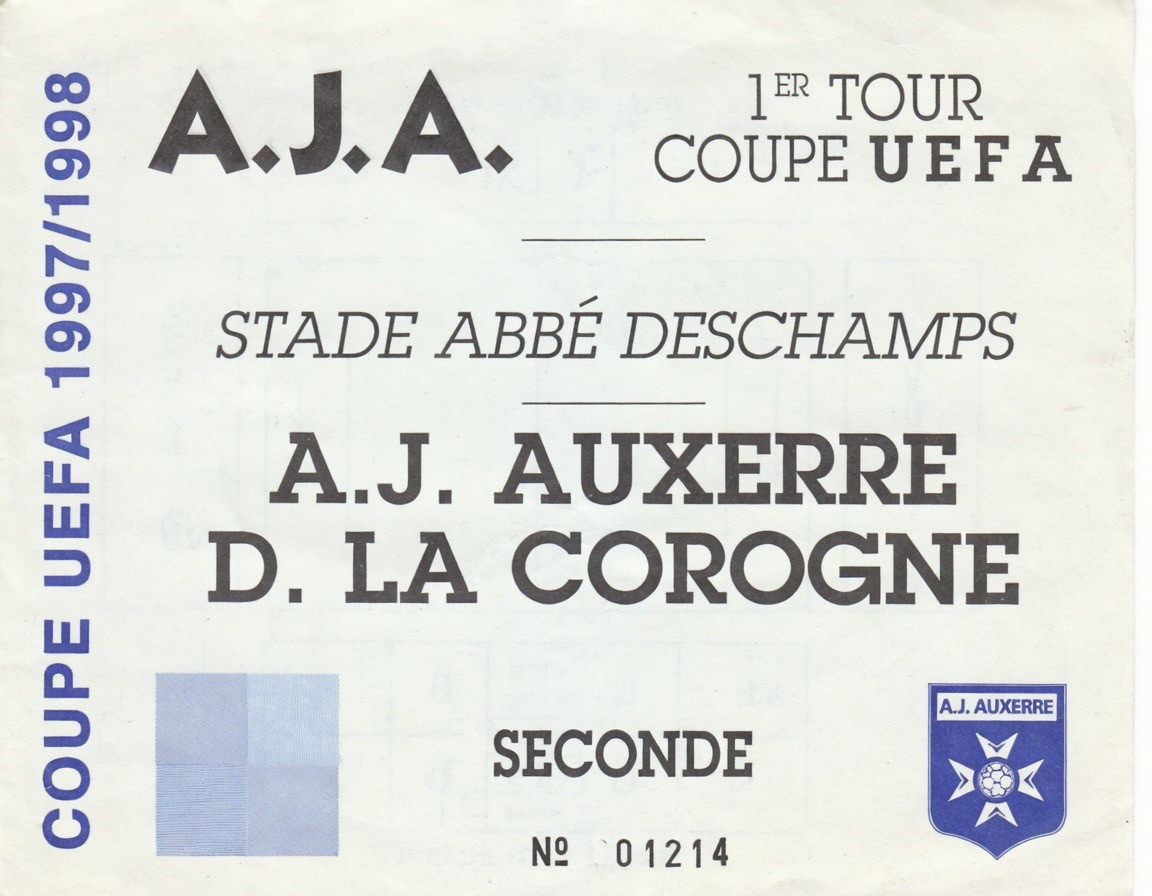 COUPE UEFA 1997/1998
A.J.A.
1ER TOUR
COUPE UEFA
STADE ABBÉ DESCHAMPS
A.J. AUXERRE
D. LA COROGNE
SECONDE
Nº 01214
A.J. AUXERRE